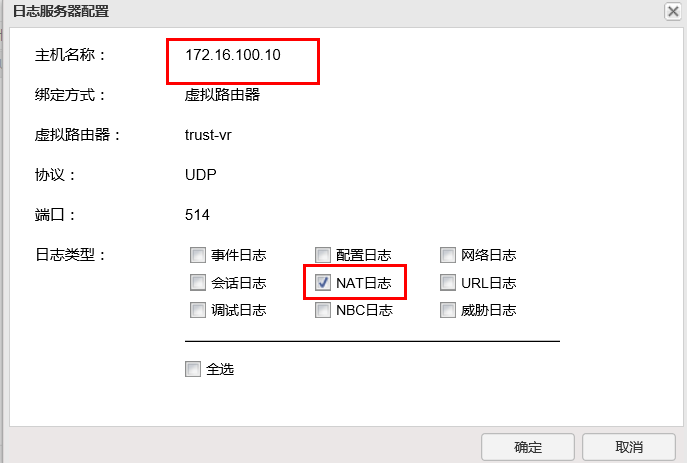 日志服务器配置
主机名称： 172.16.100.10
绑定方式： 虚拟路由器
虚拟路由器： trust-vr
协议： UDP
端口： 514
日志类型： 事件日志 配置日志 网络日志
会话日志 NAT日志 URL日志
调试日志 NBC日志 威胁日志
全选
确定 取消